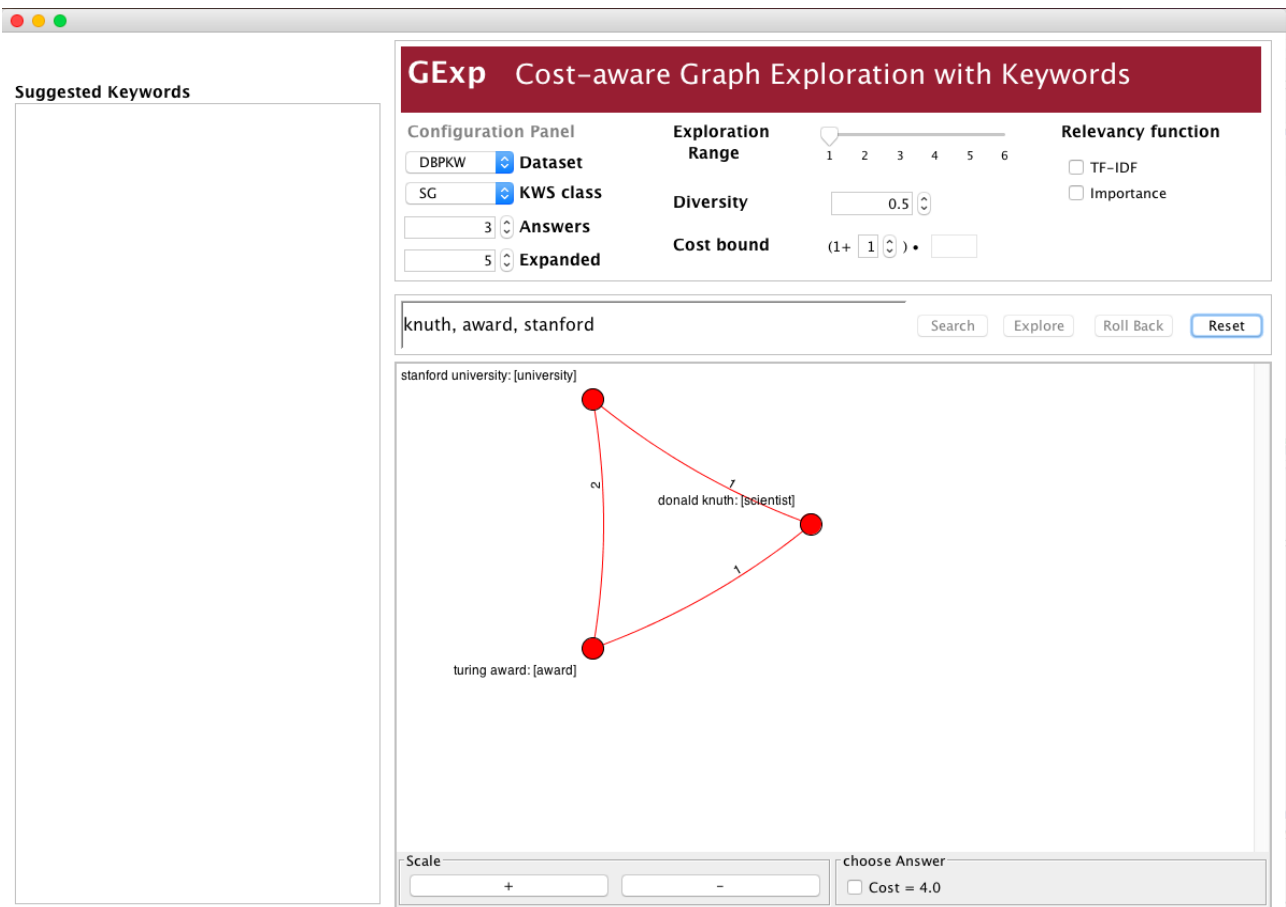 GExp Cost-aware Graph Exploration with Keywords
Suggested Keywords
Configuration Panel
DBPKW Dataset
SG KWS class
3 Answers
5 Expanded
Exploration
Range
1 2 3 4 5 6
Diversity 0.5
Cost bound (1+ 1 ) •
Relevancy function
TF-IDF
Importance
knuth, award, stanford
Search Explore Roll Back Reset
stanford university: [university]
2
1
donald knuth: [scientist]
1
turing award: [award]
Scale
+ -
choose Answer
Cost = 4.0